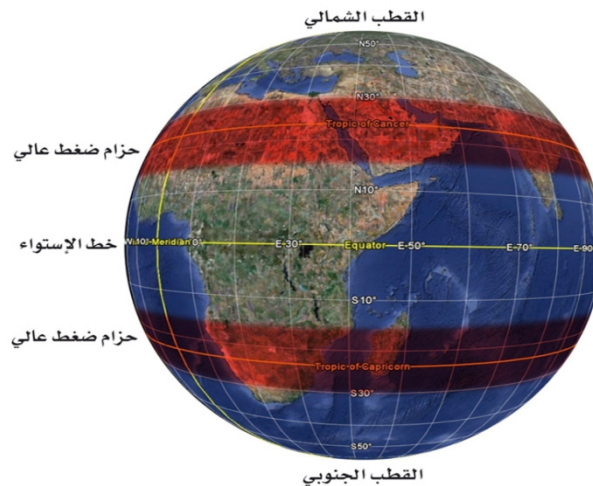 القطب الشمالي
N50°
N30°
Tropic of Cancer
حزام ضغط عالي
N10°
خط الإستواء
W 10° Meridian 0° E 30° Equator E 50° E 70° E 90°
S10°
حزام ضغط عالي
Tropic of Capricorn
S30°
S50°
القطب الجنوبي